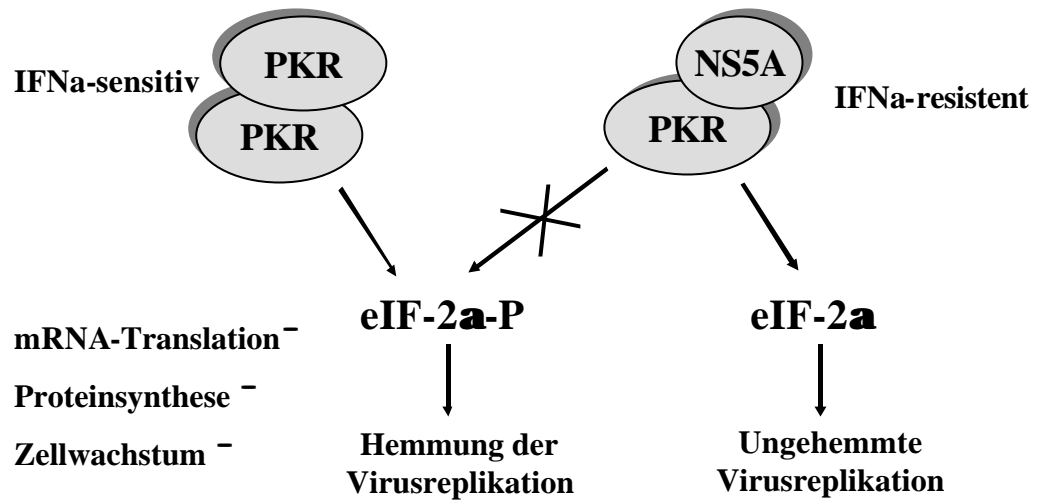 IFNa-sensitiv
PKR
PKR
NS5A
PKR
IFNa-resistent
eIF-2a-P
eIF-2a
mRNA-Translation ¯
Proteinsynthese ¯
Zellwachstum ¯
Hemmung der
Virusreplikation
Ungehemmte
Virusreplikation